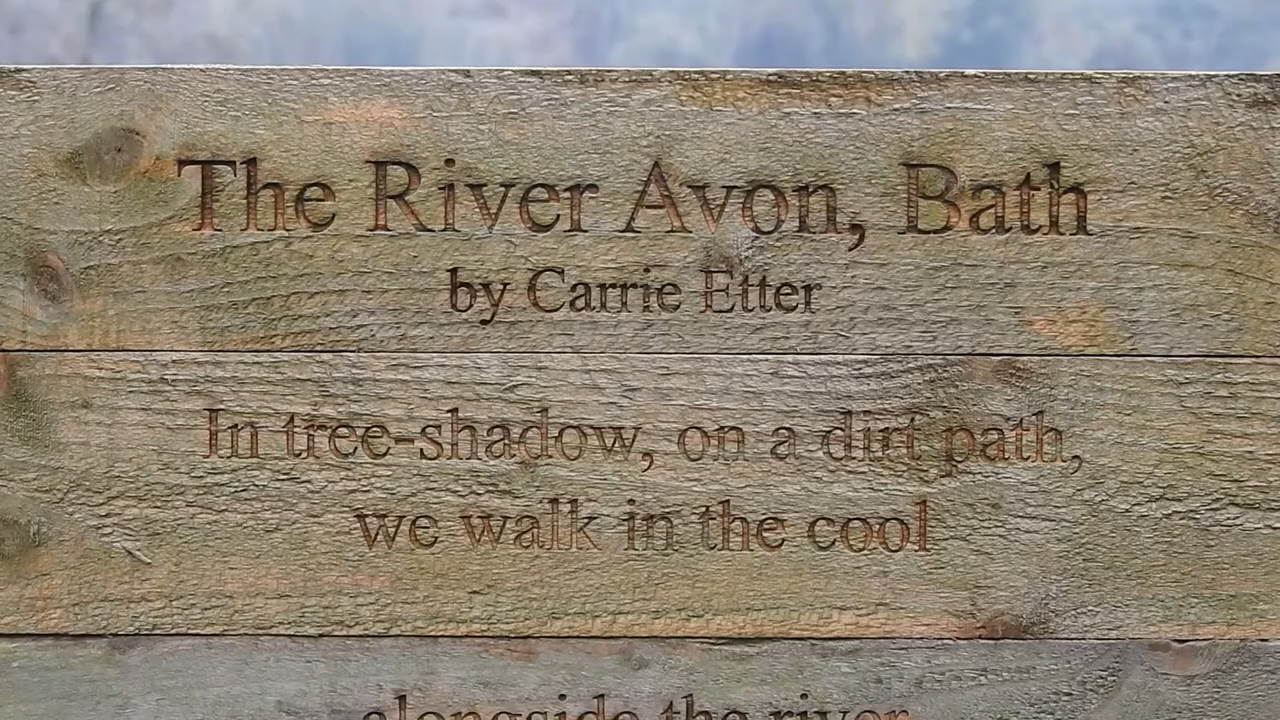 The River Avon, Bath
by Carrie Etter
In tree-shadow, on a dirt path,
we walk in the cool
alongside the river